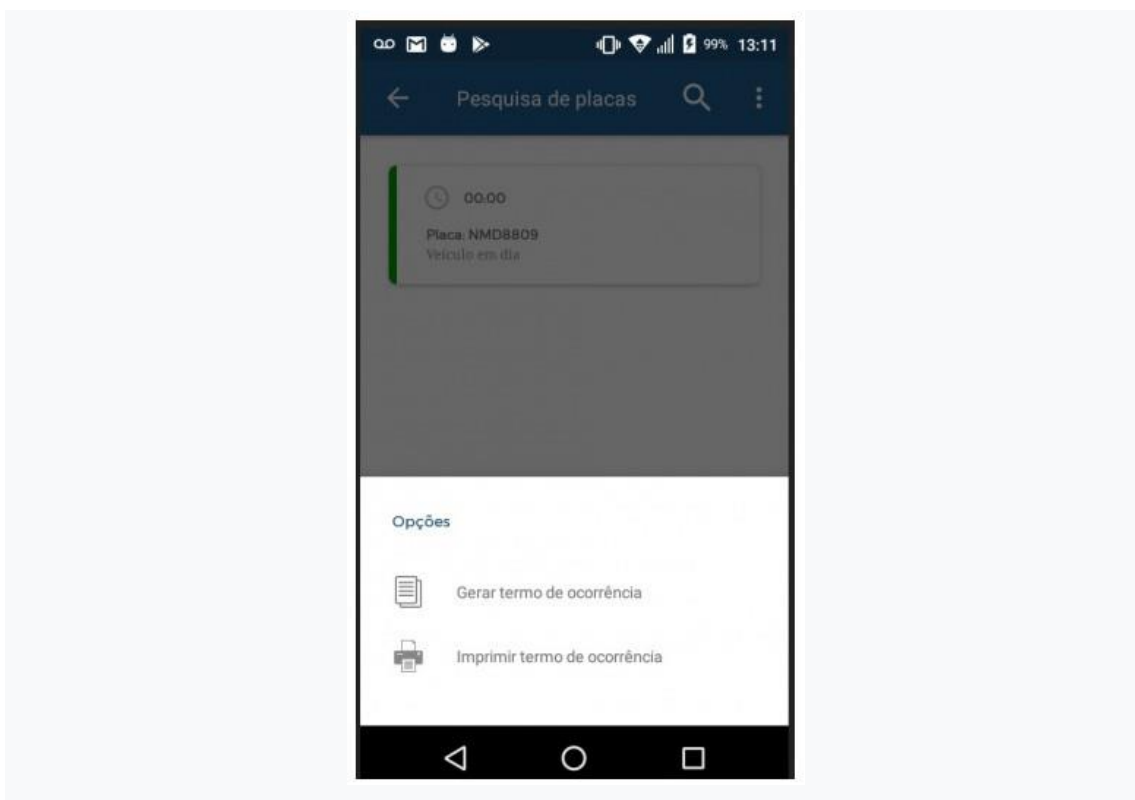 99% 13:11
Pesquisa de placas
00:00
Placa: NMD8809
Veículo em dia
Opções
Gerar termo de ocorrência
Imprimir termo de ocorrência